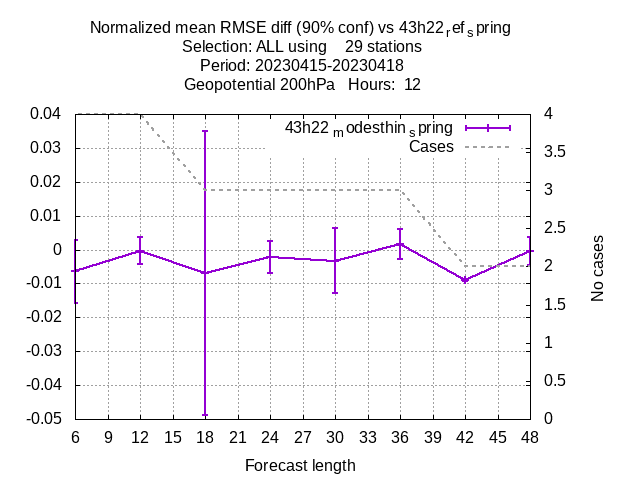 Normalized mean RMSE diff (90% conf) vs 43h22refspring
Selection: ALL using 29 stations
Period: 20230415-20230418
Geopotential 200hPa Hours: 12
43h22 modesthinspring
Cases
0.04
0.03
0.02
0.01
0
-0.01
-0.02
-0.03
-0.04
-0.05
4
3.5
3
2.5
2
1.5
1
0.5
0
No cases
6 9 12 15 18 21 24 27 30 33 36 39 42 45 48
Forecast length